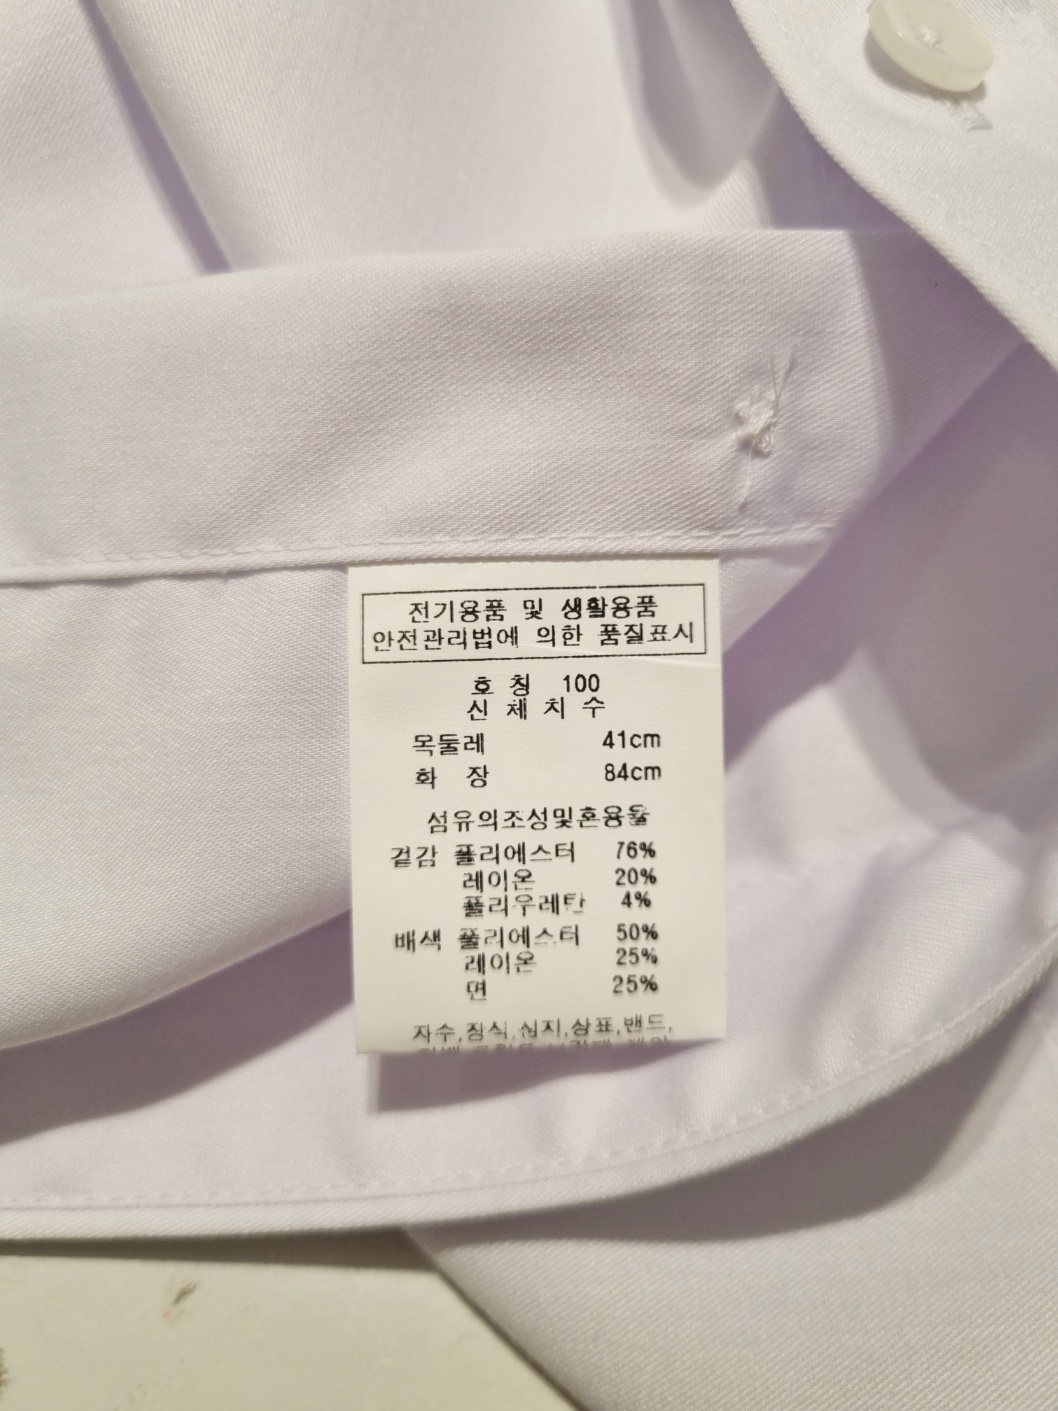 전기용품 및 생활용품
안전관리법에 의한 품질표시
호 칭 100
신 체 치 수
목둘레 41cm
화 장 84cm
섬유의조성및혼용율
겉감 폴리에스터 76%
레이온 20%
폴리우레탄 4%
배색 폴리에스터 50%
레이온 25%
면 25%
자수,장식,심지,상표,밴드,